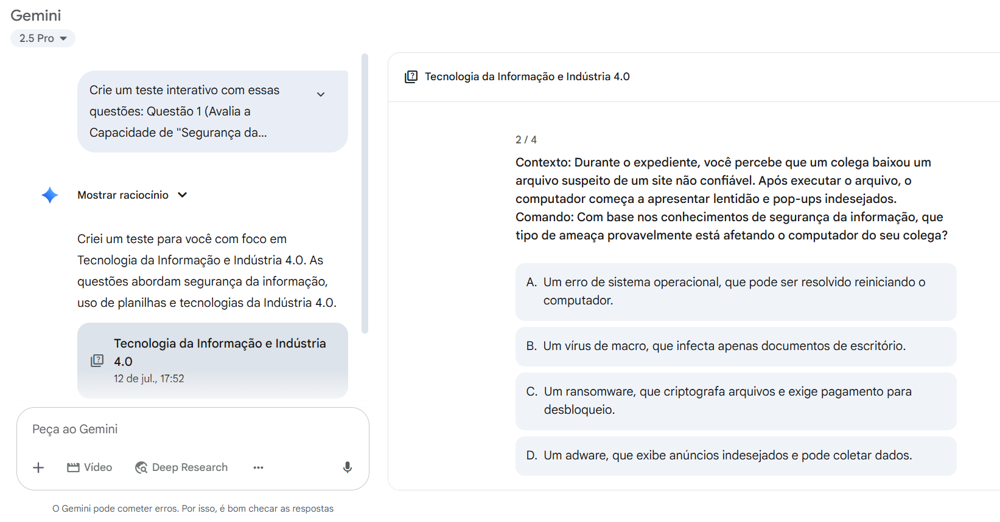 Gemini
2.5 Pro
Crie um teste interativo com essas
questões: Questão 1 (Avalia a
Capacidade de "Segurança da...
Mostrar raciocínio
Criei um teste para você com foco em
Tecnologia da Informação e Indústria 4.0. As
questões abordam segurança da informação,
uso de planilhas e tecnologias da Indústria 4.0.
Tecnologia da Informação e Indústria
4.0
12 de jul., 17:52
Peça ao Gemini
Vídeo
Deep Research
O Gemini pode cometer erros. Por isso, é bom checar as respostas
Tecnologia da Informação e Indústria 4.0
2 / 4
Contexto: Durante o expediente, você percebe que um colega baixou um
arquivo suspeito de um site não confiável. Após executar o arquivo, o
computador começa a apresentar lentidão e pop-ups indesejados.
Comando: Com base nos conhecimentos de segurança da informação, que
tipo de ameaça provavelmente está afetando o computador do seu colega?
A. Um erro de sistema operacional, que pode ser resolvido reiniciando o
computador.
B. Um vírus de macro, que infecta apenas documentos de escritório.
C. Um ransomware, que criptografa arquivos e exige pagamento para
desbloqueio.
D. Um adware, que exibe anúncios indesejados e pode coletar dados.